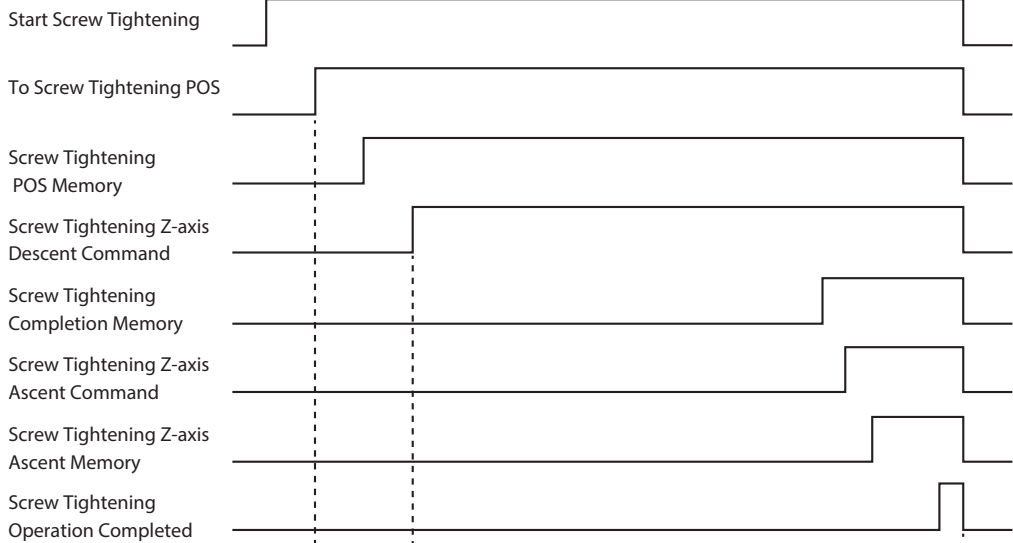 Start Screw Tightening
To Screw Tightening POS
Screw Tightening
POS Memory
Screw Tightening Z-axis
Descent Command
Screw Tightening
Completion Memory
Screw Tightening Z-axis
Ascent Command
Screw Tightening Z-axis
Ascent Memory
Screw Tightening
Operation Completed